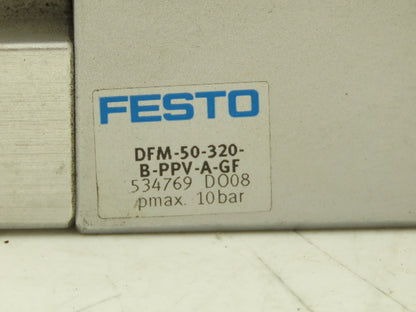 FESTO
DFM-50-320-
B-PPV-A-GF
534769 D008
pmax. 10bar